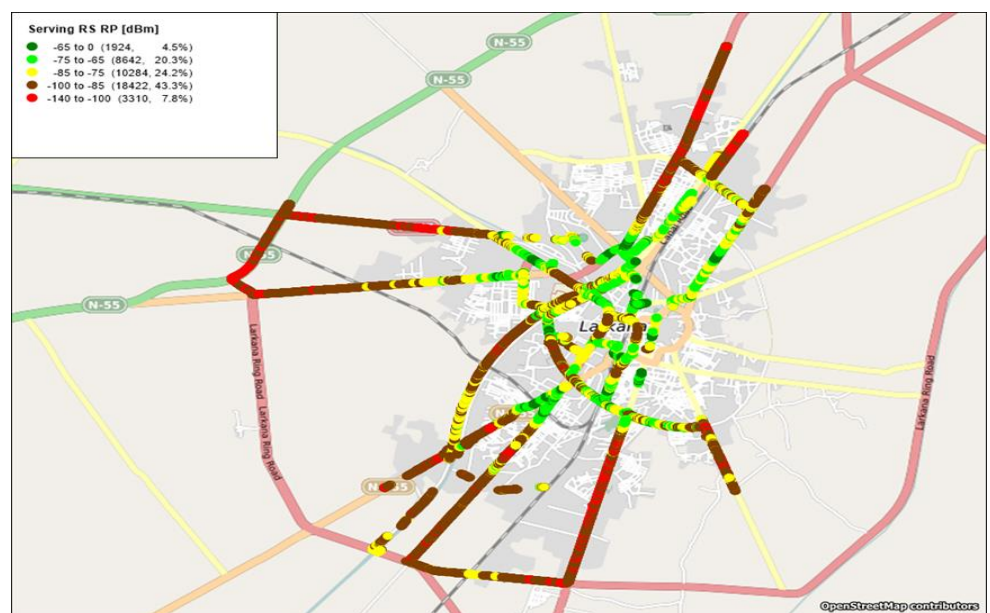 Serving RS RP [dBm]
-65 to 0 (1924, 4.5%)
-75 to -65 (8642, 20.3%)
-85 to -75 (10284, 24.2%)
-100 to -85 (18422, 43.3%)
-140 to -100 (3310, 7.8%)
N-55
N-55
N-55
N-55
Larkana
Larkana Ring Road
Larkana Ring Road
Larkana Ring Road
OpenStreetMap contributors